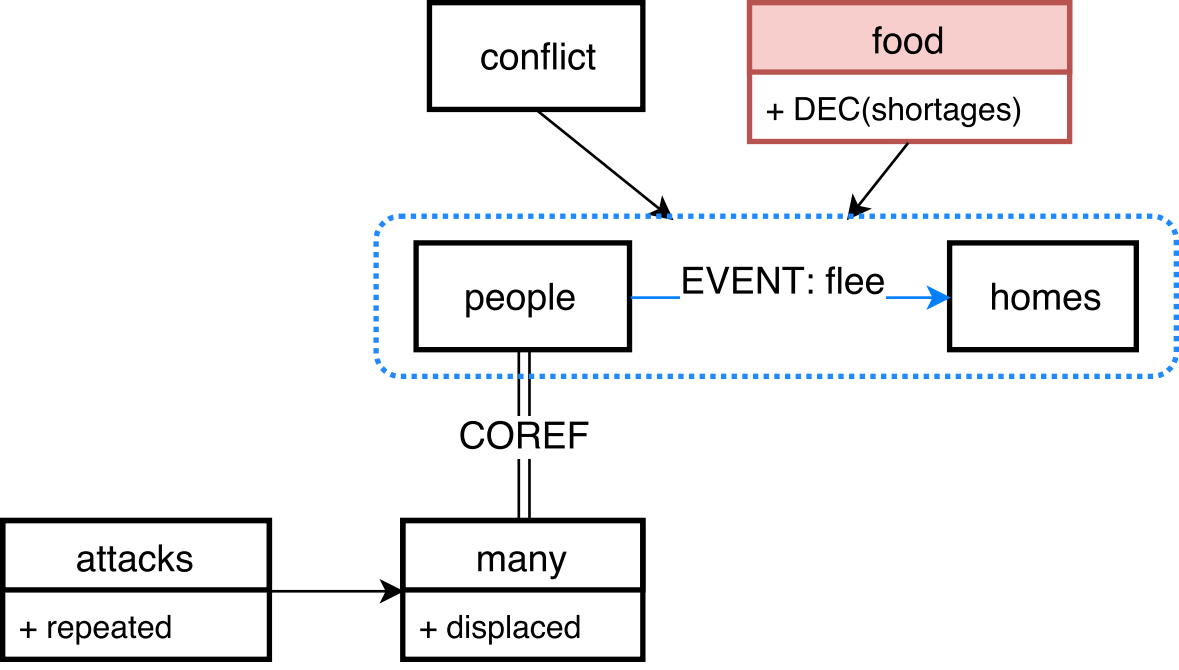 conflict
food
+ DEC(shortages)
people
EVENT: flee
homes
COREF
attacks
+ repeated
many
+ displaced